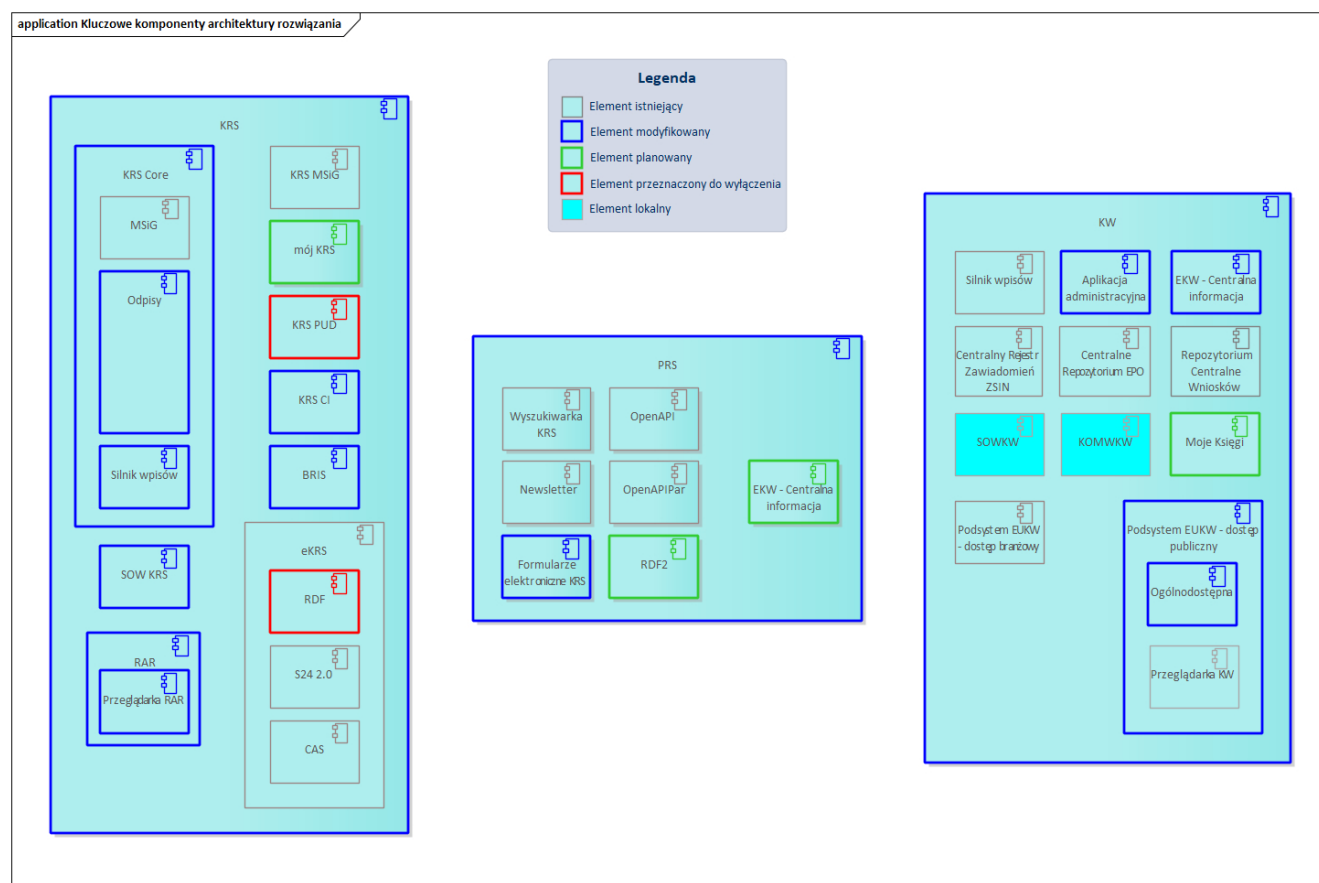 application Kluczowe komponenty architektury rozwiązania
Legenda
Element istniejący
Element modyfikowany
Element planowany
Element przeznaczony do wyłączenia
Element lokalny
KRS
KRS Core
MSiG
Odpisy
Silnik wpisów
SOW KRS
RAR
Przeglądarka RAR
KRS MSiG
mój KRS
KRS PUD
KRS CI
BRIS
eKRS
RDF
S24 2.0
CAS
PRS
Wyszukiwarka
KRS
OpenAPI
Newsletter
OpenAPIPar
EKW - Centralna
informacja
Formularze
elektroniczne KRS
RDF2
KW
Silnik wpisów
Aplikacja
administracyjna
EKW - Centralna
informacja
Centralny Rejestr
Zawiadomień
ZSIN
Centralne
Repozytorium EPO
Repozytorium
Centralne
Wniosków
SOWKW
KOMWKW
Moje Księgi
Podsystem EUKW
- dostęp branżowy
Podsystem EUKW - dostęp
publiczny
Ogólnodostępna
Przeglądarka KW